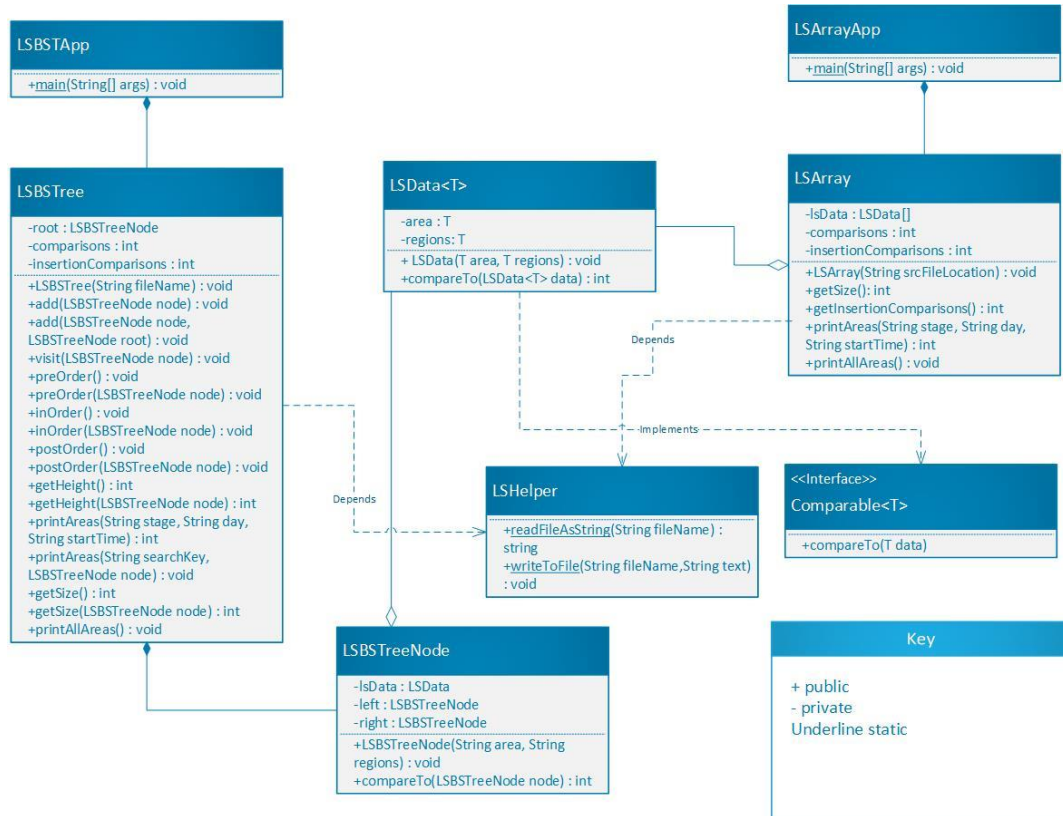 LSBSTApp
+main(String[] args) : void
LSArrayApp
+main(String[] args) : void
LSBSTree
-root : LSBSTreeNode
-comparisons : int
-insertionComparisons : int
+LSBSTree(String fileName) : void
+add(LSBSTreeNode node) : void
+add(LSBSTreeNode node,
LSBSTreeNode root) : void
+visit(LSBSTreeNode node) : void
+preOrder() : void
+preOrder(LSBSTreeNode node) : void
+inOrder() : void
+inOrder(LSBSTreeNode node) : void
+postOrder() : void
+postOrder(LSBSTreeNode node) : void
+getHeight() : int
+getHeight(LSBSTreeNode node) : int
+printAreas(String stage, String day,
String startTime) : int
+printAreas(String searchKey,
LSBSTreeNode node) : void
+getSize() : int
+getSize(LSBSTreeNode node) : int
+printAllAreas() : void
LSData<T>
-area : T
-regions: T
+ LSData(T area, T regions) : void
+compareTo(LSData<T> data) : int
LSArray
-lsData : LSData[]
-comparisons : int
-insertionComparisons : int
+LSArray(String srcFileLocation) : void
+getSize(): int
+getInsertionComparisons() : int
+printAreas(String stage, String day,
String startTime) : int
+printAllAreas() : void
Depends
Implements
Depends
LSHelper
+readFileAsString(String fileName) :
string
+writeToFile(String fileName,String text)
: void
<<Interface>>
Comparable<T>
+compareTo(T data)
LSBSTreeNode
-lsData : LSData
-left : LSBSTreeNode
-right : LSBSTreeNode
+LSBSTreeNode(String area, String
regions) : void
+compareTo(LSBSTreeNode node) : int
Key
+ public
- private
Underline static